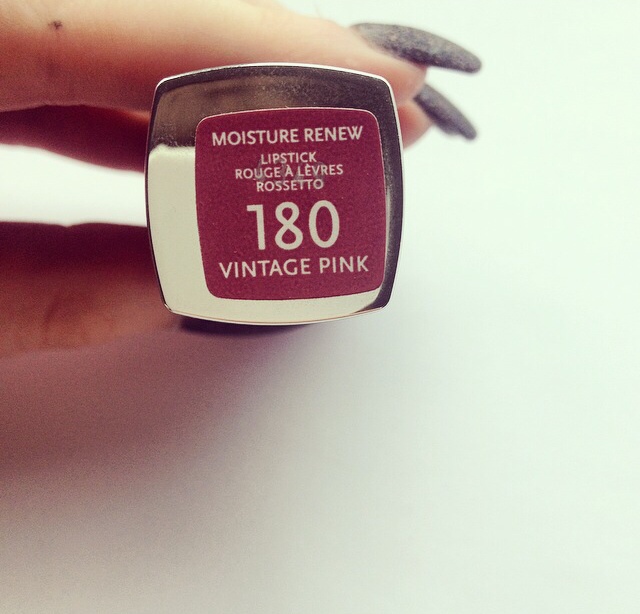 MOISTURE RENEW
LIPSTICK
ROUGE À LÈVRES
ROSSETTO
180
VINTAGE PINK